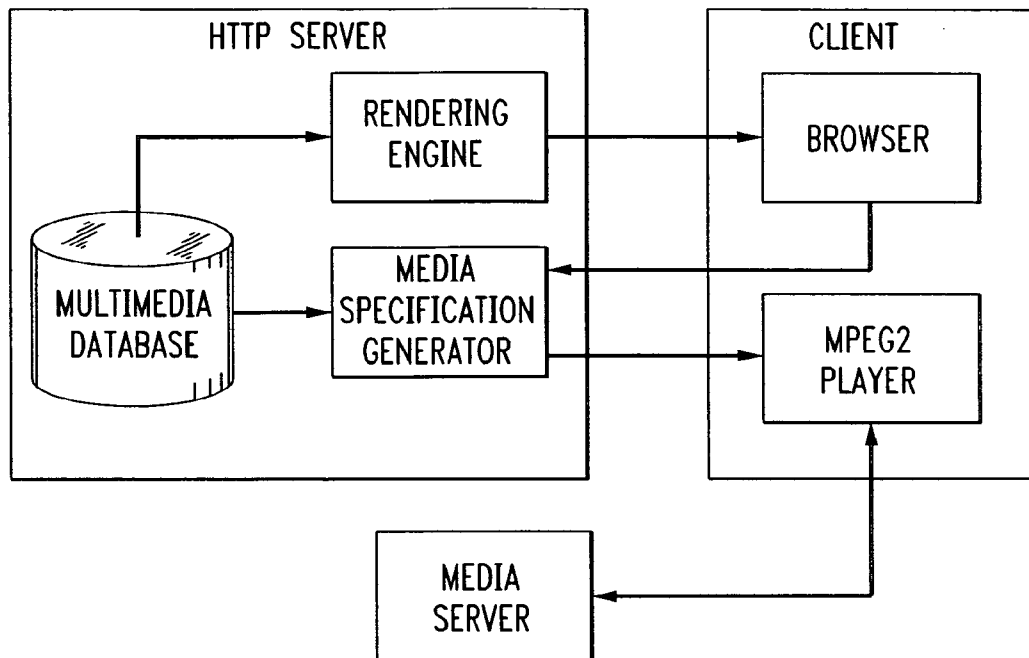 HTTP SERVER
CLIENT
RENDERING
ENGINE
BROWSER
MULTIMEDIA
DATABASE
MEDIA
SPECIFICATION
GENERATOR
MPEG2
PLAYER
MEDIA
SERVER